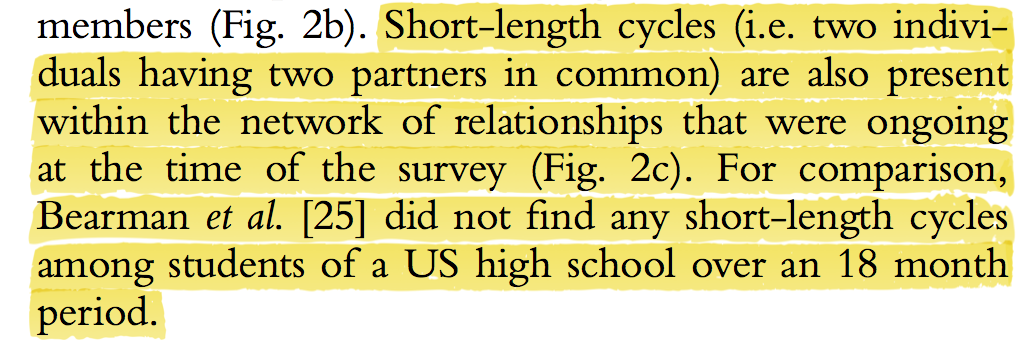 members (Fig. 2b). Short-length cycles (i.e. two indivi-
duals having two partners in common) are also present
within the network of relationships that were ongoing
at the time of the survey (Fig. 2c). For comparison,
Bearman et al. [25] did not find any short-length cycles
among students of a US high school over an 18 month
period.